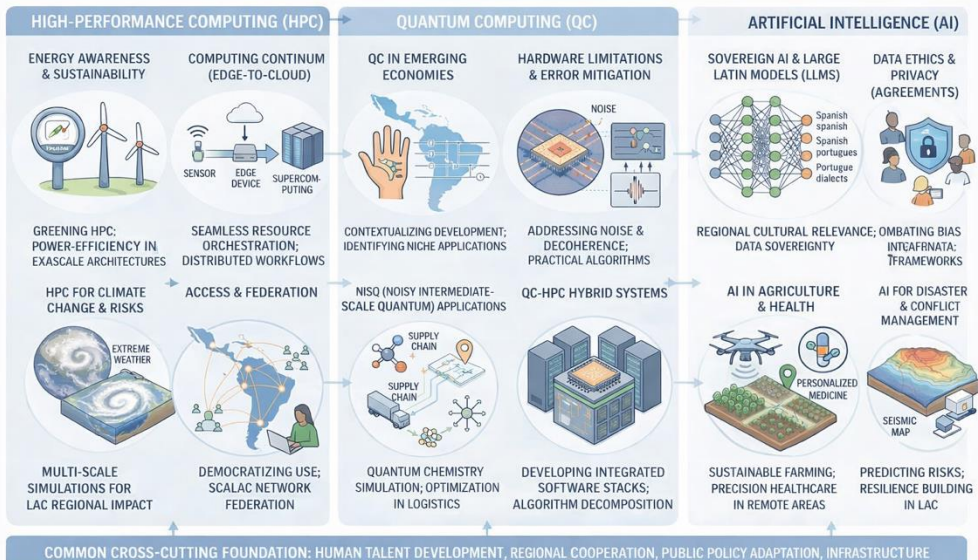 HIGH-PERFORMANCE COMPUTING (HPC)
ENERGY AWARENESS
& SUSTAINABILITY
GREENING HPC:
POWER-EFFICIENCY IN
EXASCALE ARCHITECTURES
COMPUTING CONTINUM
(EDGE-TO-CLOUD)
SENSOR
EDGE
DEVICE
SUPERCOM-
PUTING
SEAMLESS RESOURCE
ORCHESTRATION;
DISTRIBUTED WORKFLOWS
HPC FOR CLIMATE
CHANGE & RISKS
EXTREME
WEATHER
MULTI-SCALE
SIMULATIONS FOR
LAC REGIONAL IMPACT
ACCESS & FEDERATION
DEMOCRATIZING USE;
SCALAC NETWORK
FEDERATION
QUANTUM COMPUTING (QC)
QC IN EMERGING
ECONOMIES
CONTEXTUALIZING DEVELOPMENT;
IDENTIFYING NICHE APPLICATIONS
HARDWARE LIMITATIONS
& ERROR MITIGATION
NOISE
ADDRESSING NOISE &
DECOHERENCE;
PRACTICAL ALGORITHMS
NISQ (NOISY INTERMEDIATE-
SCALE QUANTUM) APPLICATIONS
SUPPLY
CHAIN
SUPPLY
CHAIN
QUANTUM CHEMISTRY
SIMULATION; OPTIMIZATION
IN LOGISTICS
QC-HPC HYBRID SYSTEMS
DEVELOPING INTEGRATED
SOFTWARE STACKS;
ALGORITHM DECOMPOSITION
ARTIFICIAL INTELLIGENCE (AI)
SOVEREIGN AI & LARGE
LATIN MODELS (LLMS)
Spanish
spanish
Spanish
portugues
Portugue
dialects
REGIONAL CULTURAL RELEVANCE;
DATA SOVEREIGNTY
DATA ETHICS &
PRIVACY
(AGREEMENTS)
OMBATING BIAS
AI IN AGRICULTURE
& HEALTH
PERSONALIZED
MEDICINE
SUSTAINABLE FARMING;
PRECISION HEALTHCARE
IN REMOTE AREAS
AI FOR DISASTER
& CONFLICT
MANAGEMENT
SEISMIC
MAP
PREDICTING RISKS;
RESILIENCE BUILDING
IN LAC
COMMON CROSS-CUTTING FOUNDATION: HUMAN TALENT DEVELOPMENT, REGIONAL COOPERATION, PUBLIC POLICY ADAPTATION, INFRASTRUCTURE